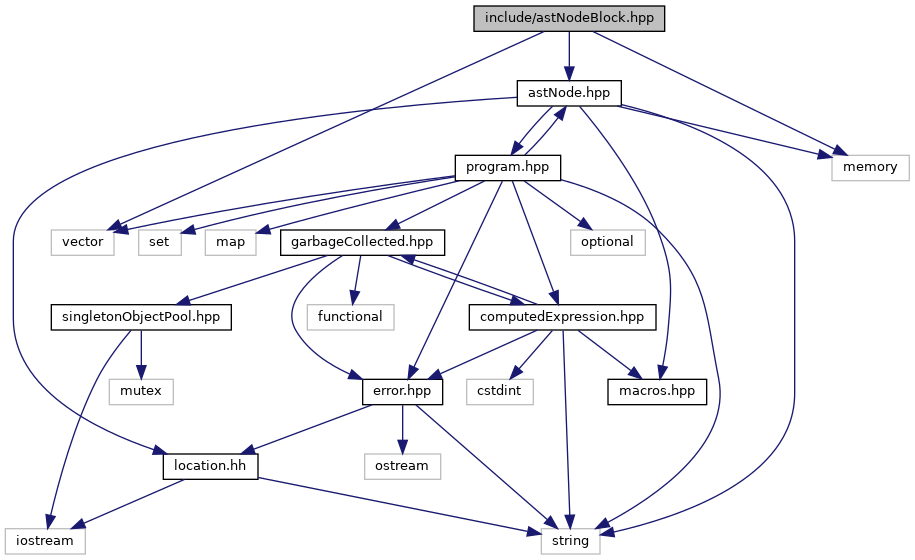 include/astNodeBlock.hpp
astNode.hpp
program.hpp
memory
vector
set
map
garbageCollected.hpp
optional
singletonObjectPool.hpp
functional
computedExpression.hpp
mutex
error.hpp
cstdint
macros.hpp
location.hh
ostream
iostream
string